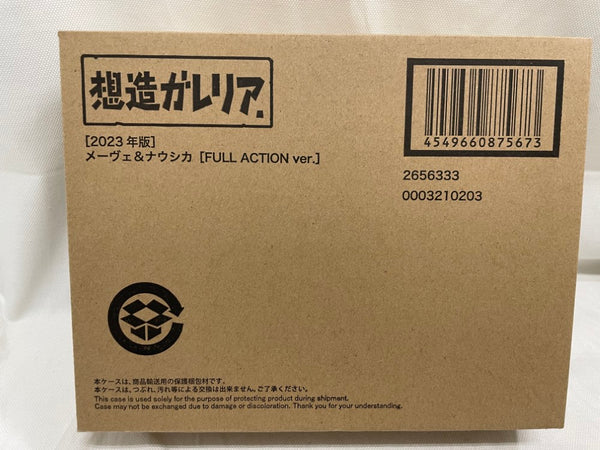 想造ガレリア.
[2023年版]
メーヴェ&ナウシカ [FULL ACTION ver.]
4549660875673
2656333
0003210203
本ケースは、商品輸送用の保護梱包材です。
本ケースは、つぶれ、汚れ等による交換は出来ません。ご了承ください。
This case is used solely for the purpose of protecting product during shipment.
Case may not be exchanged due to damage or discoloration. Thank you for your understanding.